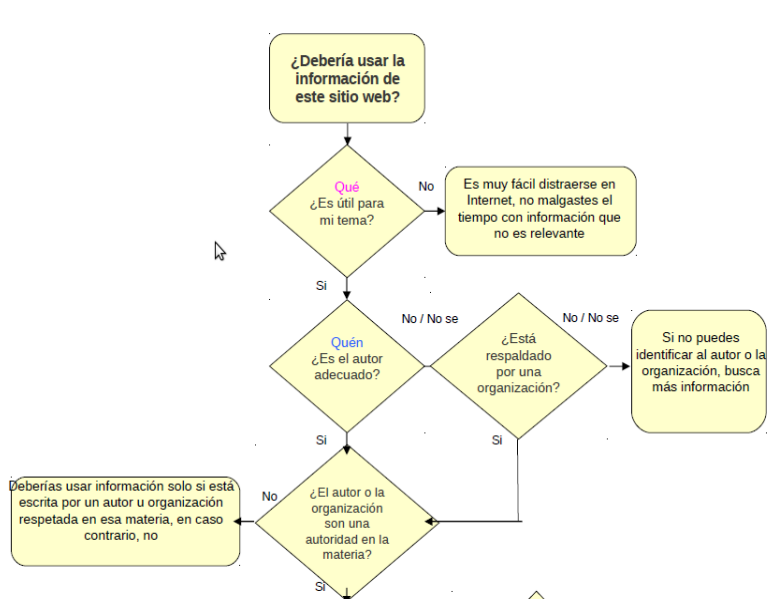 ¿Debería usar la
información de
este sitio web?
Qué
¿Es útil para
mi tema?
No
Es muy fácil distraerse en
Internet, no malgastes el
tiempo con información que
no es relevante
Si
Quén
¿Es el autor
adecuado?
No / No se
¿Está
respaldado
por una
organización?
No / No se
Si no puedes
identificar al autor o la
organización, busca
más información
Si
Si
¿El autor o la
organización
son una
autoridad en la
materia?
No
Deberías usar información solo si está
escrita por un autor u organización
respetada en esa materia, en caso
contrario, no
Si